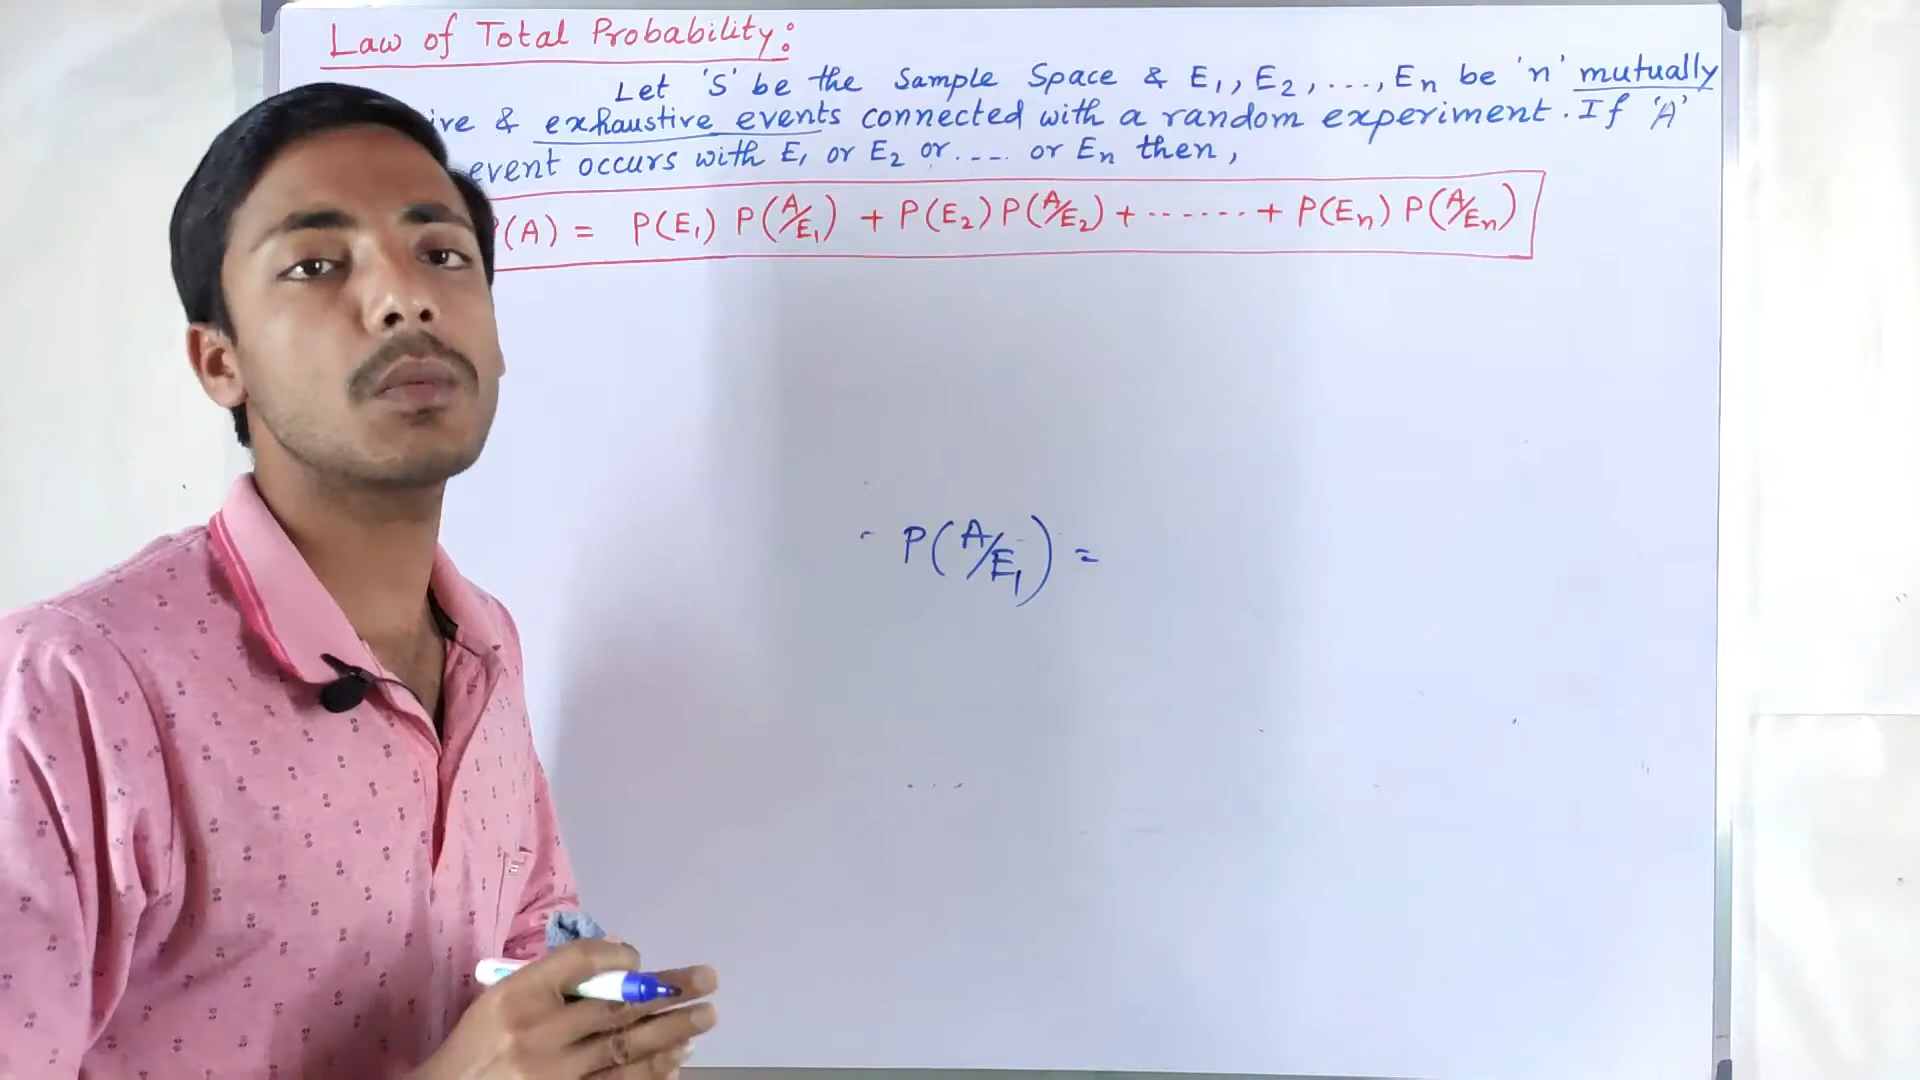 Law of Total Probability:
Let 'S' be the Sample Space & E₁, E₂, ..., Eₙ be 'n' mutually
ive & exhaustive events connected with a random experiment. If 'A'
event occurs with E₁ or E₂ or .... or Eₙ then,
(A) = P(E₁) P(A/E₁) + P(E₂) P(A/E₂) + ....... + P(Eₙ) P(A/Eₙ)
P(A/E₁) =